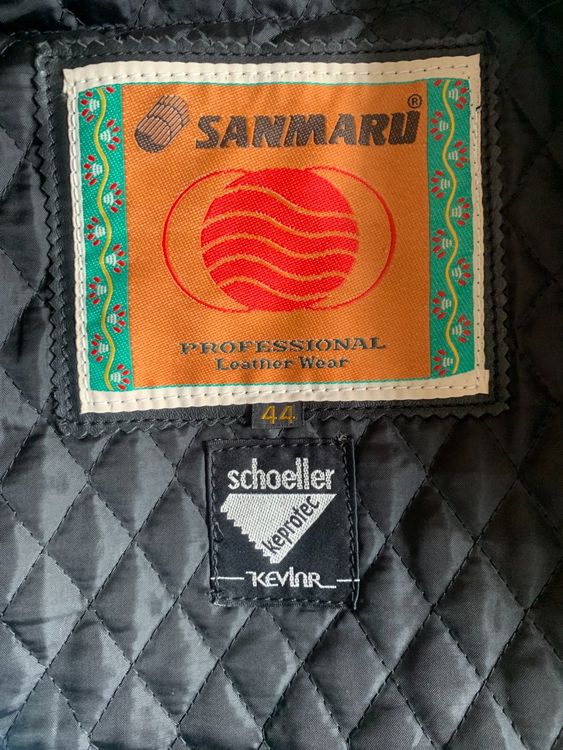 SANMARU®
PROFESSIONAL
Leather Wear
44
schoeller
keprotec
KEVLAR